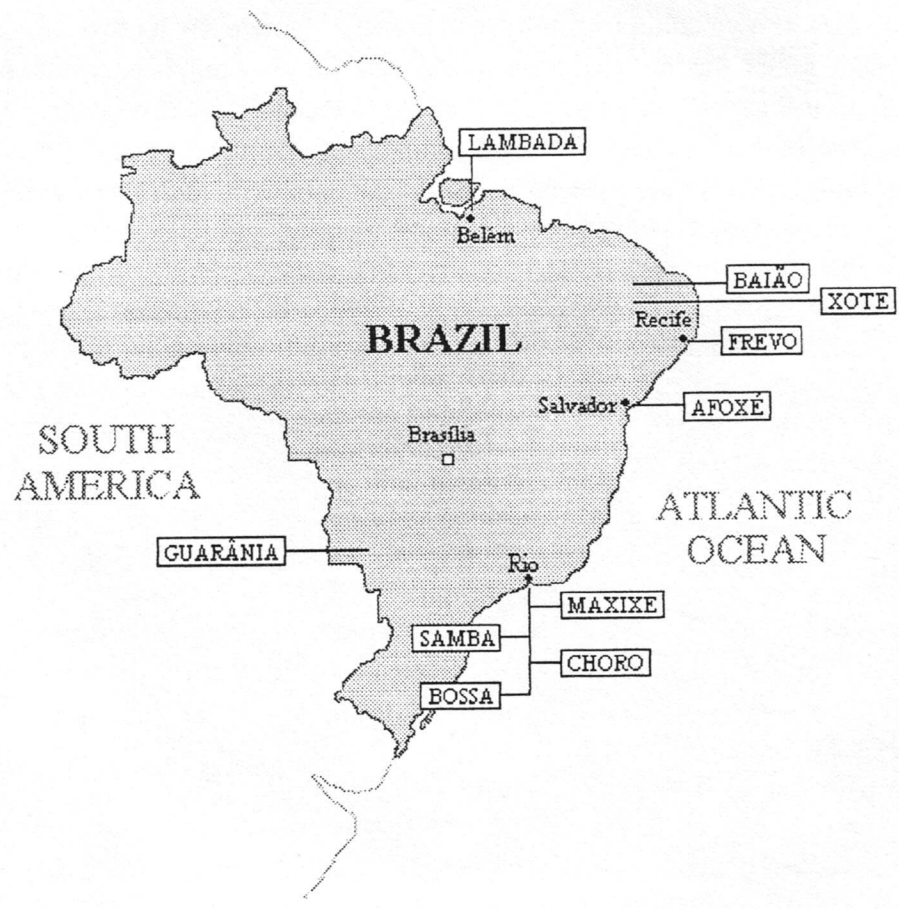 LAMBADA
Belém
BAIÃO
XOTE
Recife
BRAZIL
FREVO
Salvador
AFOXÉ
Brasília
SOUTH
AMERICA
ATLANTIC
OCEAN
GUARÂNIA
Rio
MAXIXE
SAMBA
CHORO
BOSSA